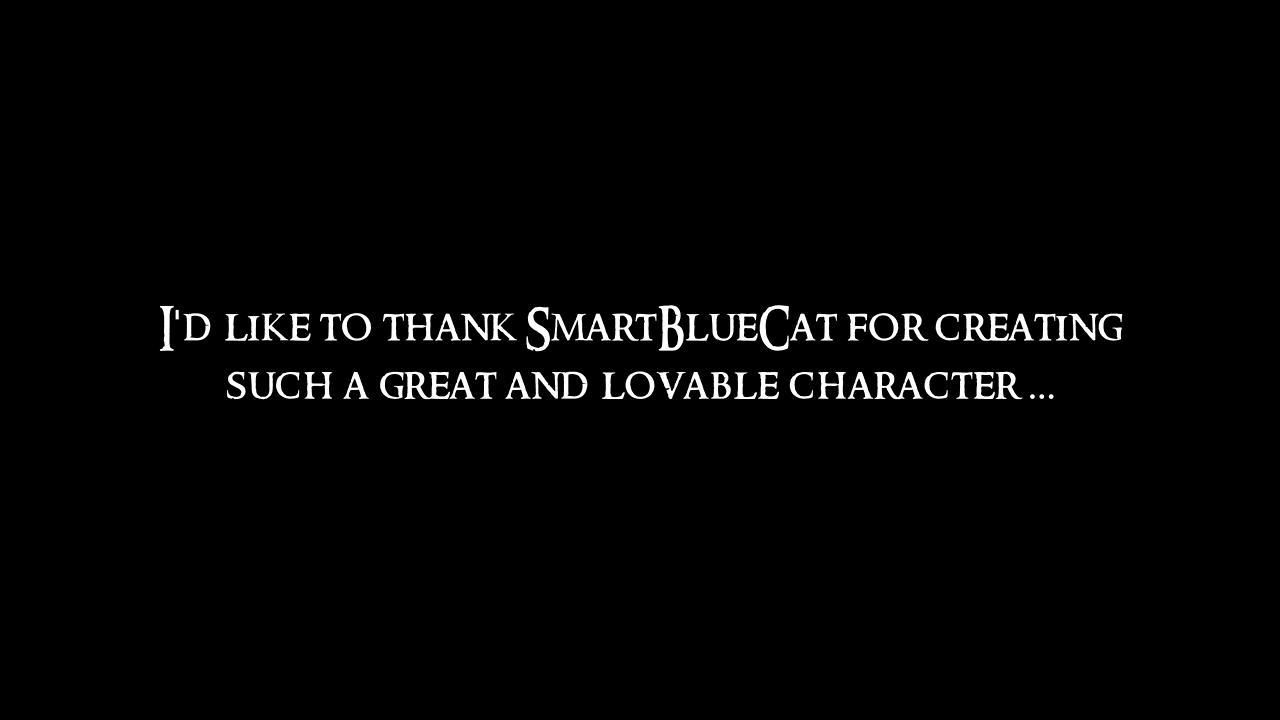 I'd like to thank SmartBlueCat for creating
such a great and lovable character ...